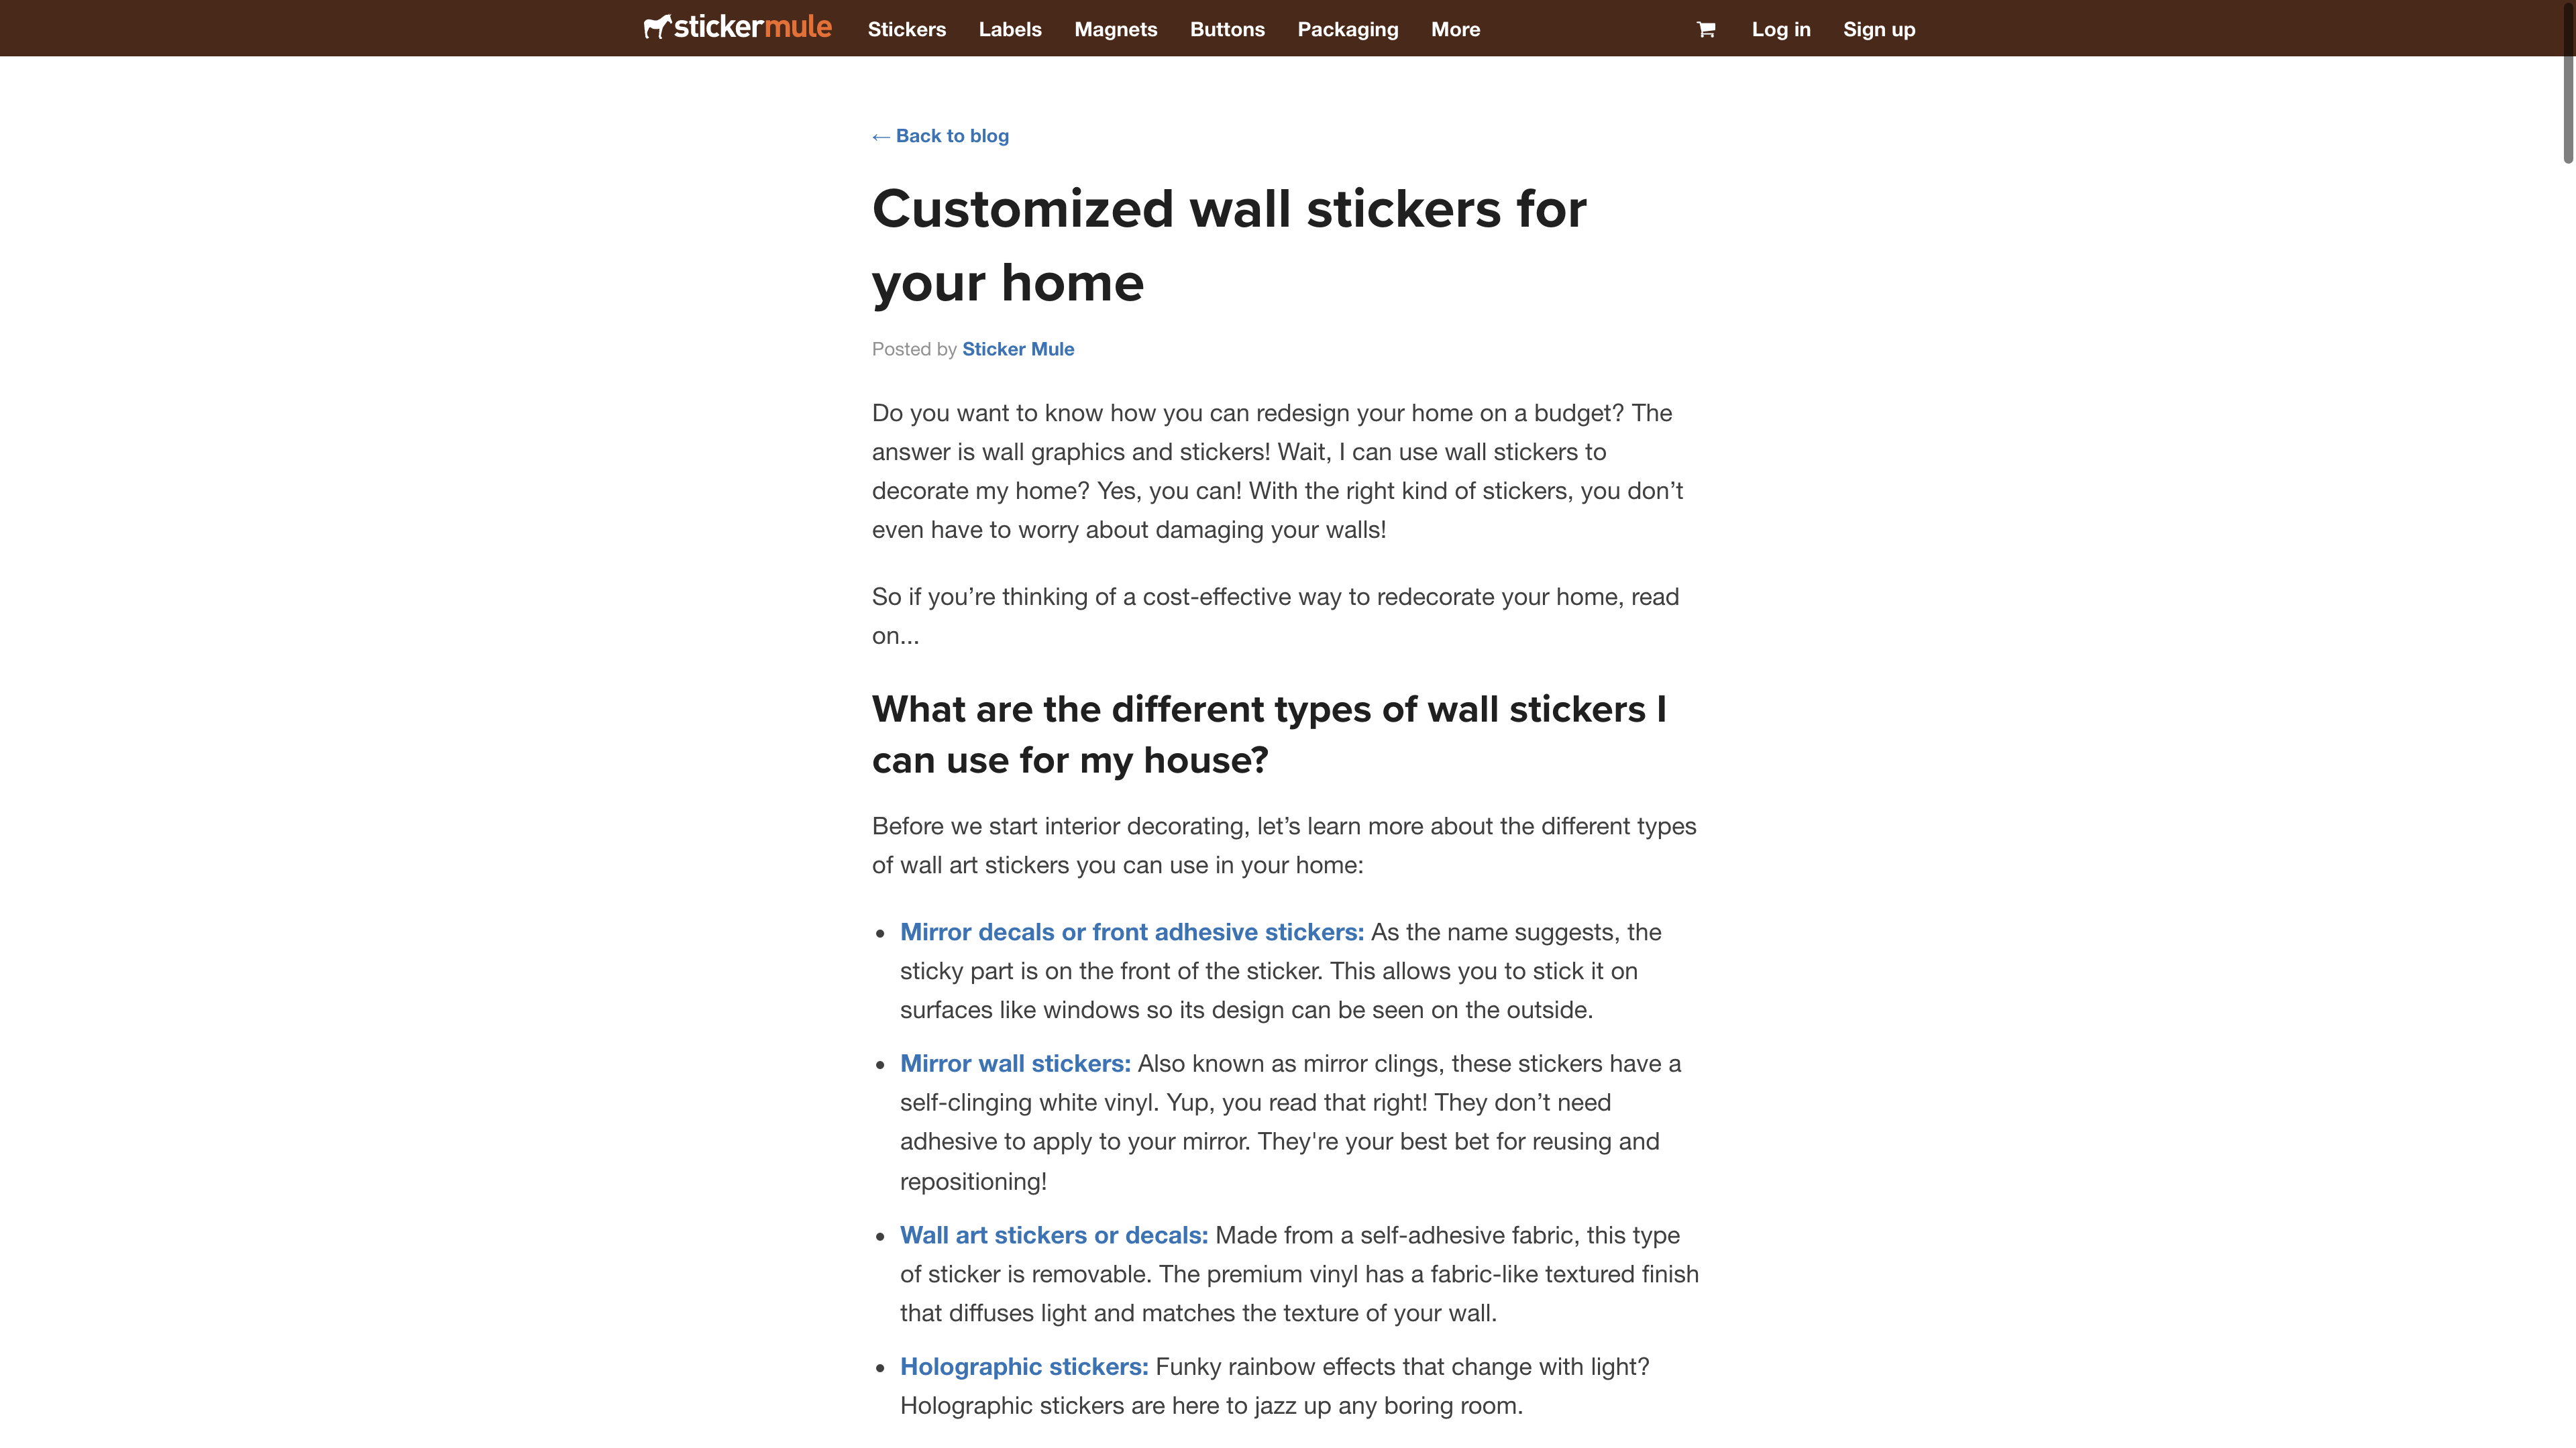 stickermule Stickers Labels Magnets Buttons Packaging More Log in Sign up
← Back to blog
Customized wall stickers for
your home
Posted by Sticker Mule
Do you want to know how you can redesign your home on a budget? The
answer is wall graphics and stickers! Wait, I can use wall stickers to
decorate my home? Yes, you can! With the right kind of stickers, you don’t
even have to worry about damaging your walls!
So if you’re thinking of a cost-effective way to redecorate your home, read
on...
What are the different types of wall stickers I
can use for my house?
Before we start interior decorating, let’s learn more about the different types
of wall art stickers you can use in your home:
• Mirror decals or front adhesive stickers: As the name suggests, the
sticky part is on the front of the sticker. This allows you to stick it on
surfaces like windows so its design can be seen on the outside.
• Mirror wall stickers: Also known as mirror clings, these stickers have a
self-clinging white vinyl. Yup, you read that right! They don’t need
adhesive to apply to your mirror. They're your best bet for reusing and
repositioning!
• Wall art stickers or decals: Made from a self-adhesive fabric, this type
of sticker is removable. The premium vinyl has a fabric-like textured finish
that diffuses light and matches the texture of your wall.
• Holographic stickers: Funky rainbow effects that change with light?
Holographic stickers are here to jazz up any boring room.